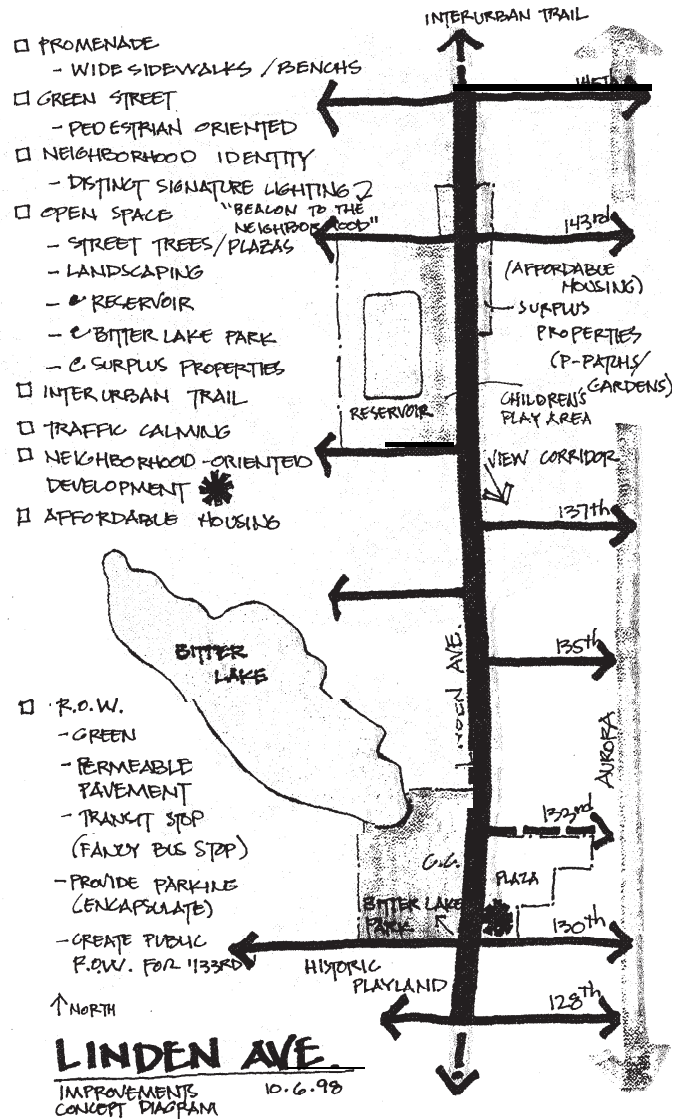 INTERURBAN TRAIL
□ PROMENADE
- WIDE SIDEWALKS / BENCHS
□ GREEN STREET
- PEDESTRIAN ORIENTED
□ NEIGHBORHOOD IDENTITY
- DISTINCT SIGNATURE LIGHTING
"BEACON TO THE
NEIGHBORHOOD"
□ OPEN SPACE
- STREET TREES/PLAZAS
- LANDSCAPING
- @ RESERVOIR
- @ BITTER LAKE PARK
- @ SURPLUS PROPERTIES
□ INTERURBAN TRAIL
□ TRAFFIC CALMING
□ NEIGHBORHOOD-ORIENTED
DEVELOPMENT
□ AFFORDABLE HOUSING
□ R.O.W.
- GREEN
- PERMEABLE
PAVEMENT
- TRANSIT STOP
(FANCY BUS STOP)
- PROVIDE PARKING
(ENCAPSULATE)
- CREATE PUBLIC
R.O.W. FOR "133RD"
143rd
(AFFORDABLE
HOUSING)
SURPLUS
PROPERTIES
(P-PATCHS/
GARDENS)
RESERVOIR
CHILDREN'S
PLAY AREA
VIEW CORRIDOR
137th
135th
BITTER
LAKE
LINDEN AVE.
AURORA
133rd
C.C.
PLAZA
BITTER LAKE
PARK
130th
HISTORIC
PLAYLAND
128th
↑ NORTH
LINDEN AVE.
IMPROVEMENTS 10.6.98
CONCEPT DIAGRAM